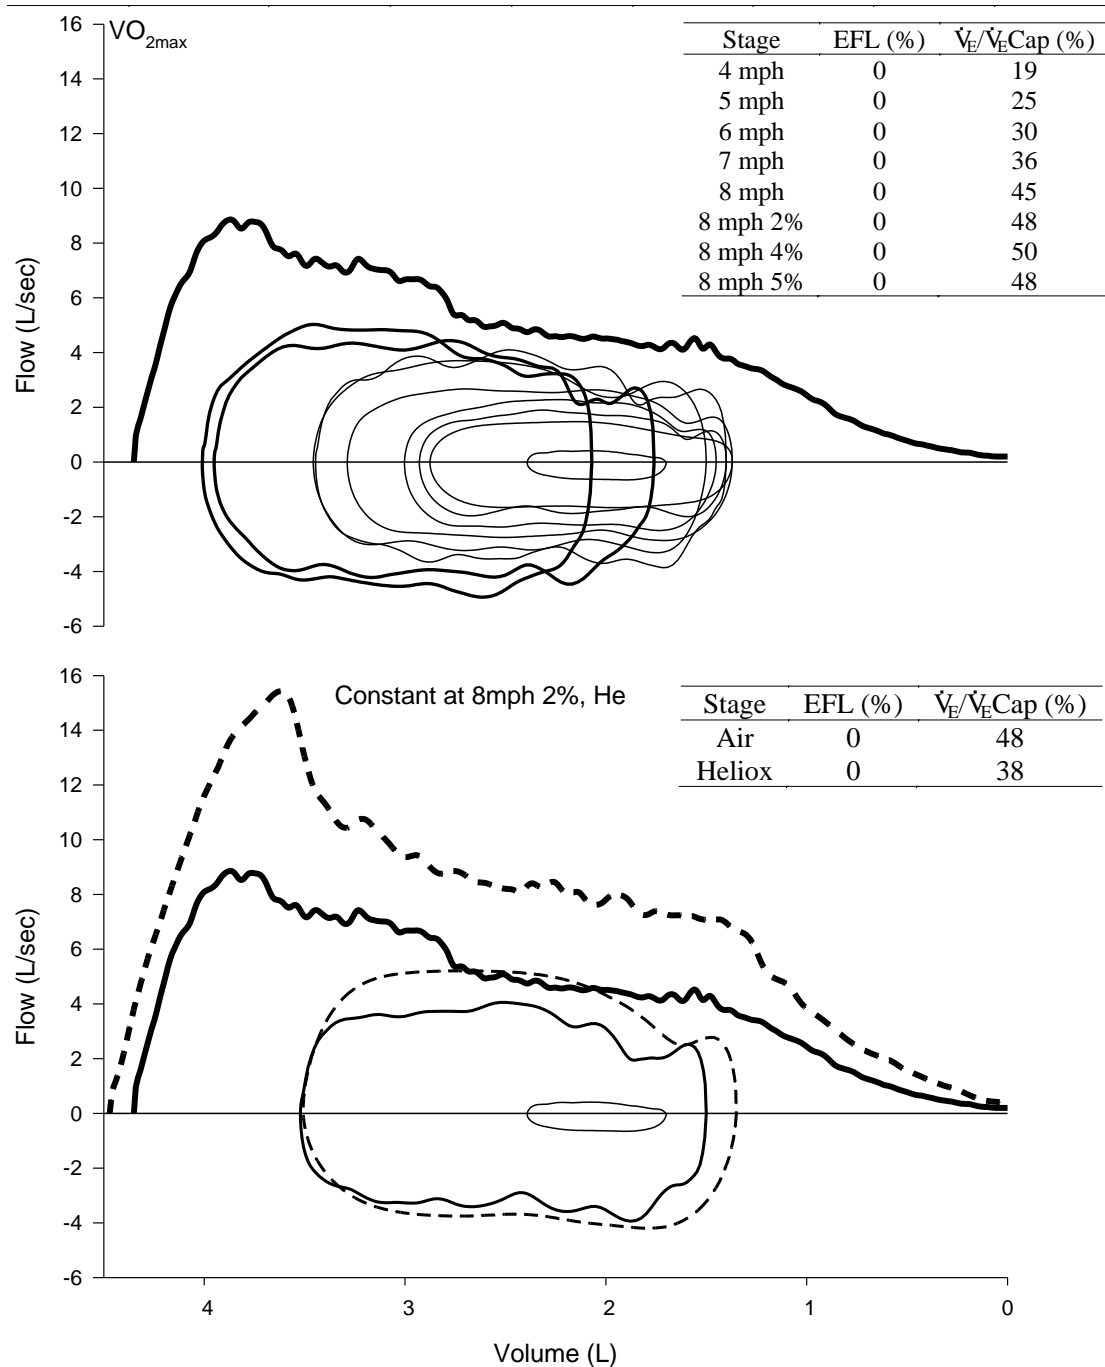 16
VO2max
14
12
10
8
6
4
2
0
-2
-4
-6
Flow (L/sec)
Stage EFL (%) V̇E/V̇ECap (%)
4 mph 0 19
5 mph 0 25
6 mph 0 30
7 mph 0 36
8 mph 0 45
8 mph 2% 0 48
8 mph 4% 0 50
8 mph 5% 0 48
16
14
12
10
8
6
4
2
0
-2
-4
-6
Flow (L/sec)
Constant at 8mph 2%, He
Stage EFL (%) V̇E/V̇ECap (%)
Air 0 48
Heliox 0 38
4 3 2 1 0
Volume (L)